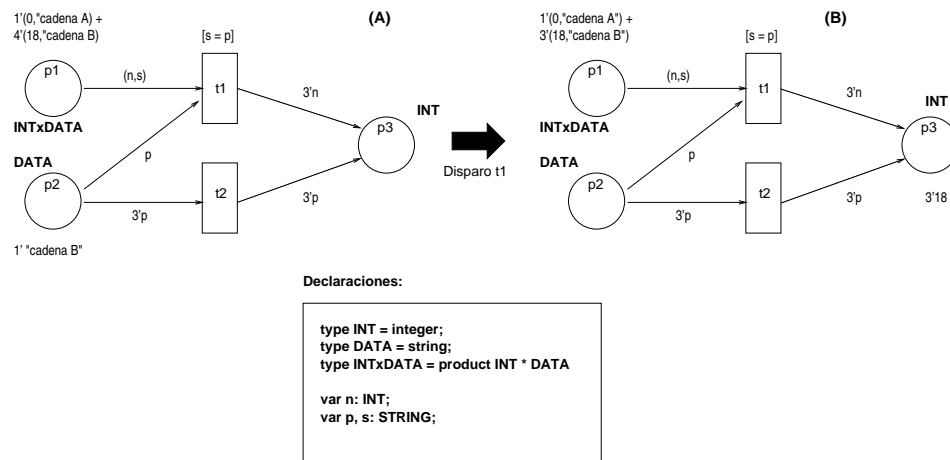 1'(0,"cadena A) +
4'(18,"cadena B)
[s = p]
(A)
p1
(n,s)
t1
3'n
INT
INTxDATA
p3
DATA
p
p2
t2
3'p
3'p
1' "cadena B"
Disparo t1
1'(0,"cadena A") +
3'(18,"cadena B")
[s = p]
(B)
p1
(n,s)
t1
3'n
INT
INTxDATA
p3
DATA
p
p2
t2
3'p
3'p
3'18
Declaraciones:
type INT = integer;
type DATA = string;
type INTxDATA = product INT * DATA
var n: INT;
var p, s: STRING;